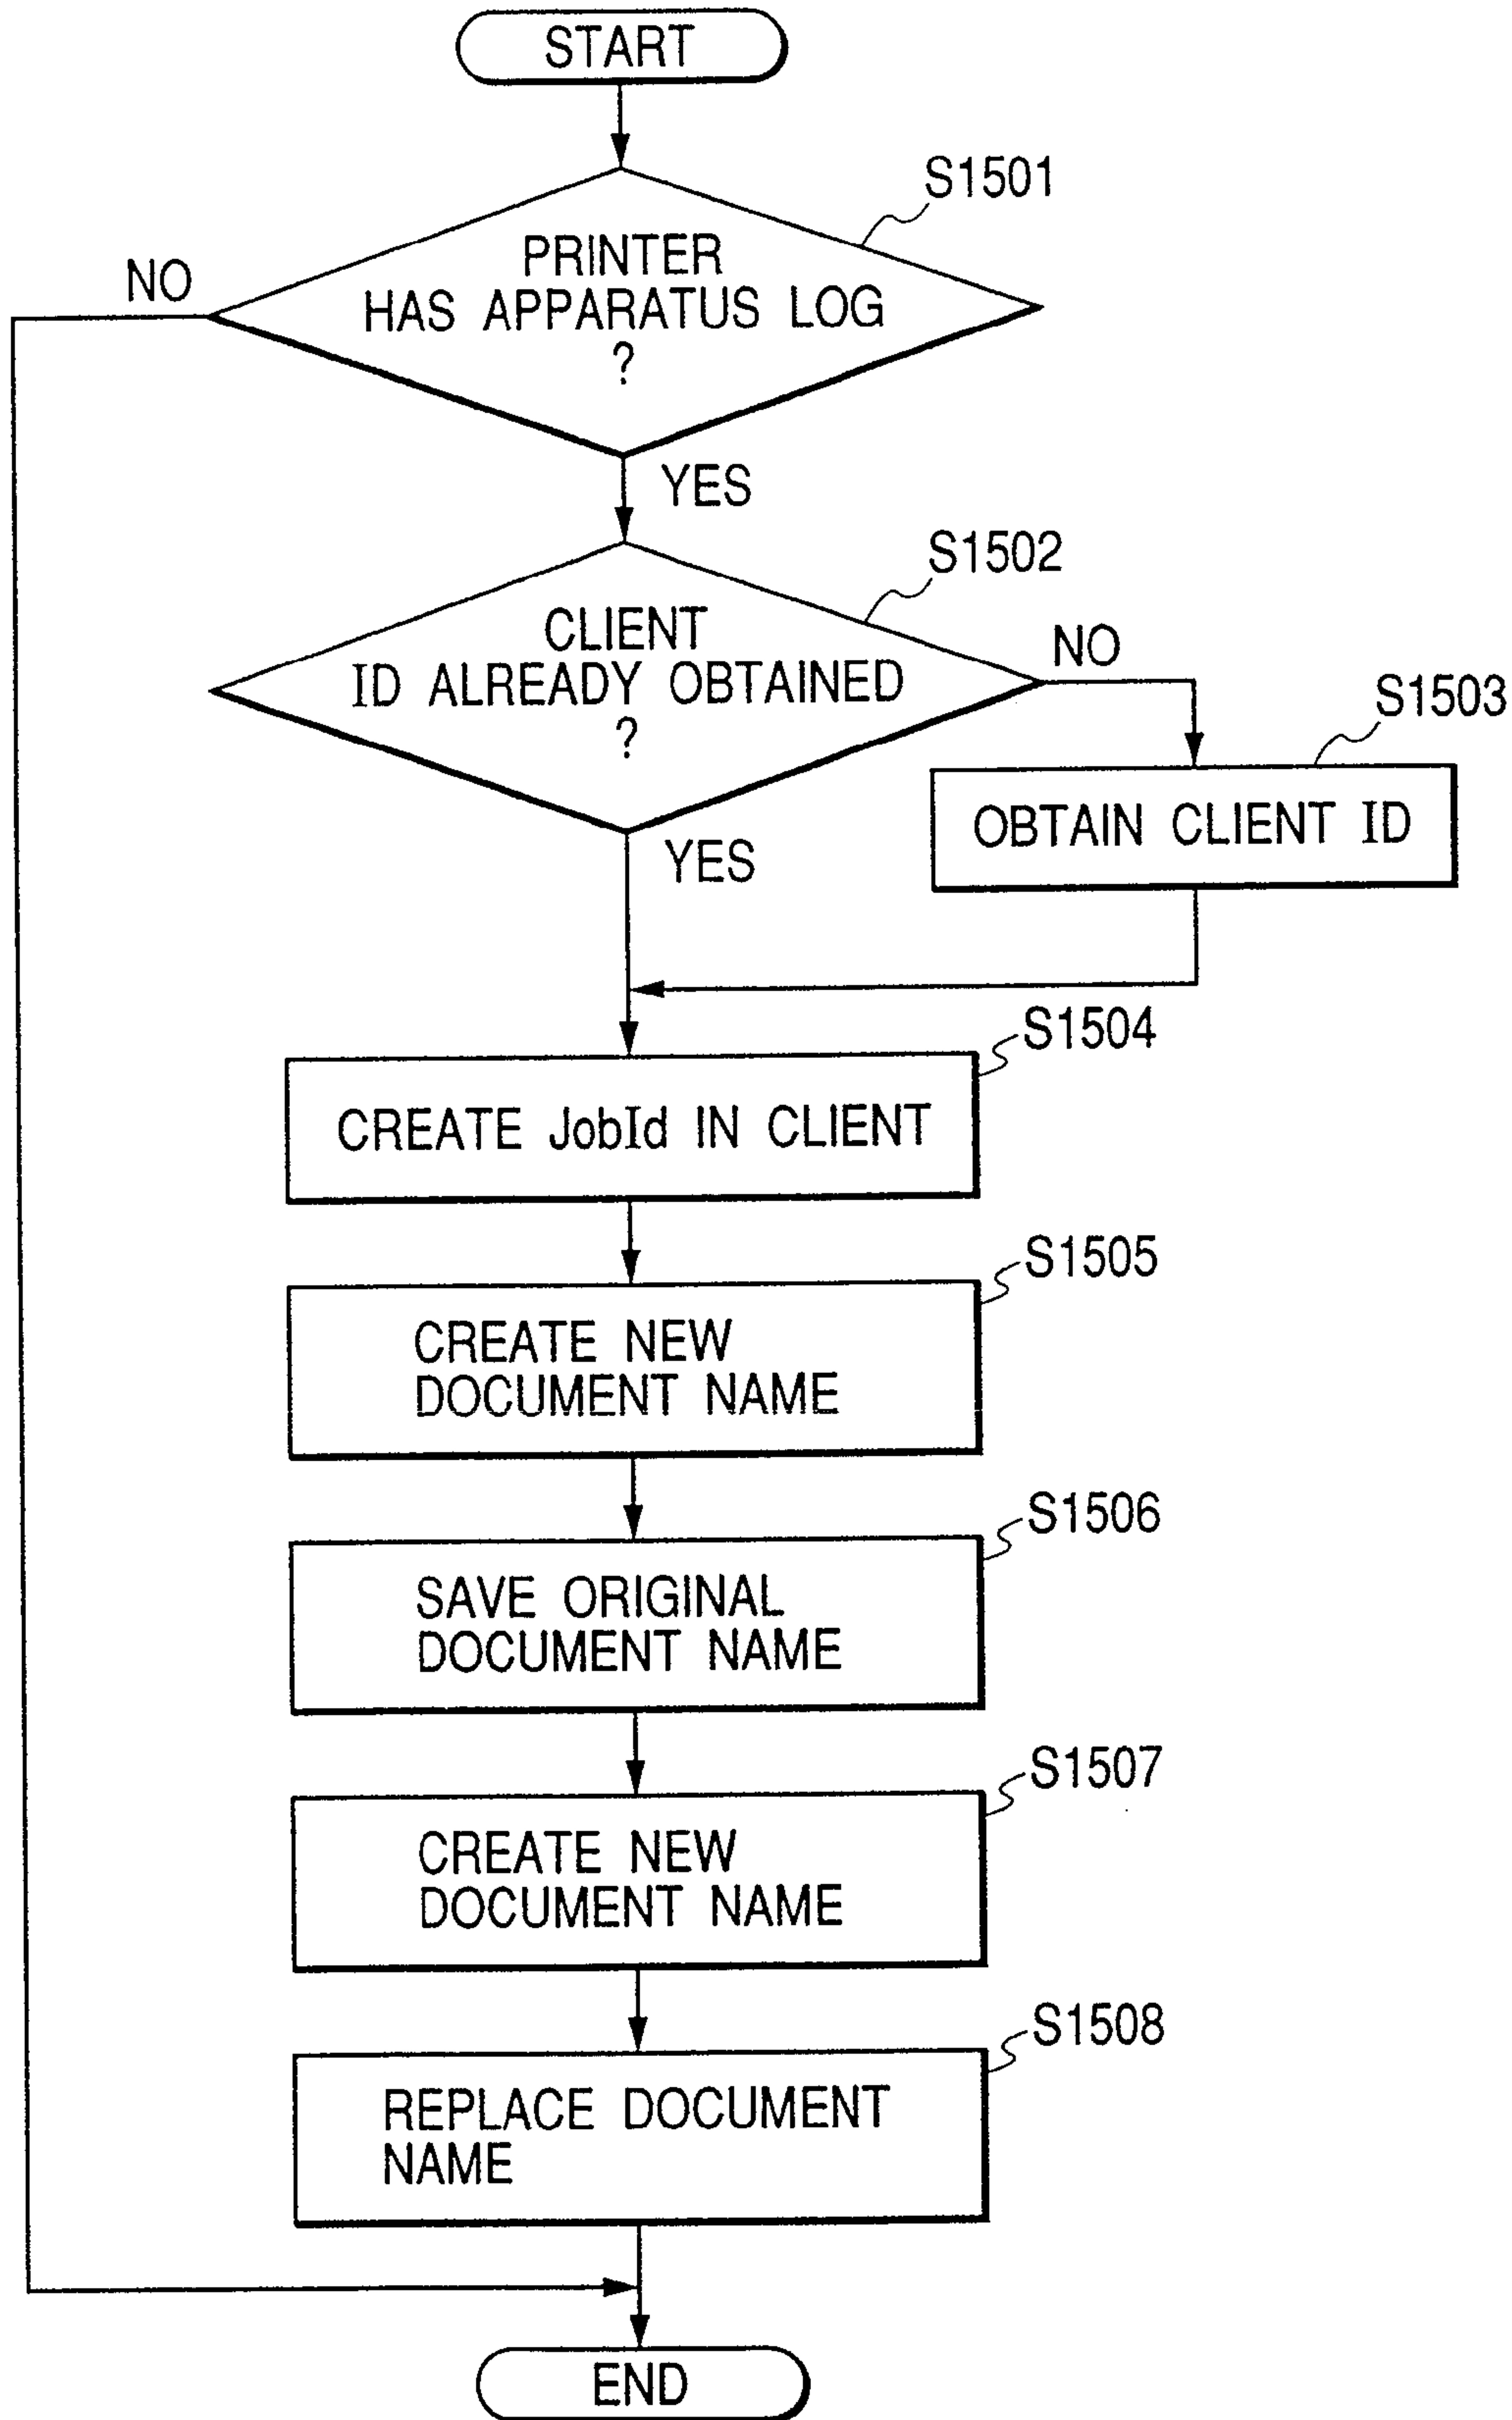 START
S1501
PRINTER
HAS APPARATUS LOG
?
NO
YES
S1502
CLIENT
ID ALREADY OBTAINED
?
NO
S1503
OBTAIN CLIENT ID
YES
S1504
CREATE JobId IN CLIENT
S1505
CREATE NEW
DOCUMENT NAME
S1506
SAVE ORIGINAL
DOCUMENT NAME
S1507
CREATE NEW
DOCUMENT NAME
S1508
REPLACE DOCUMENT
NAME
END